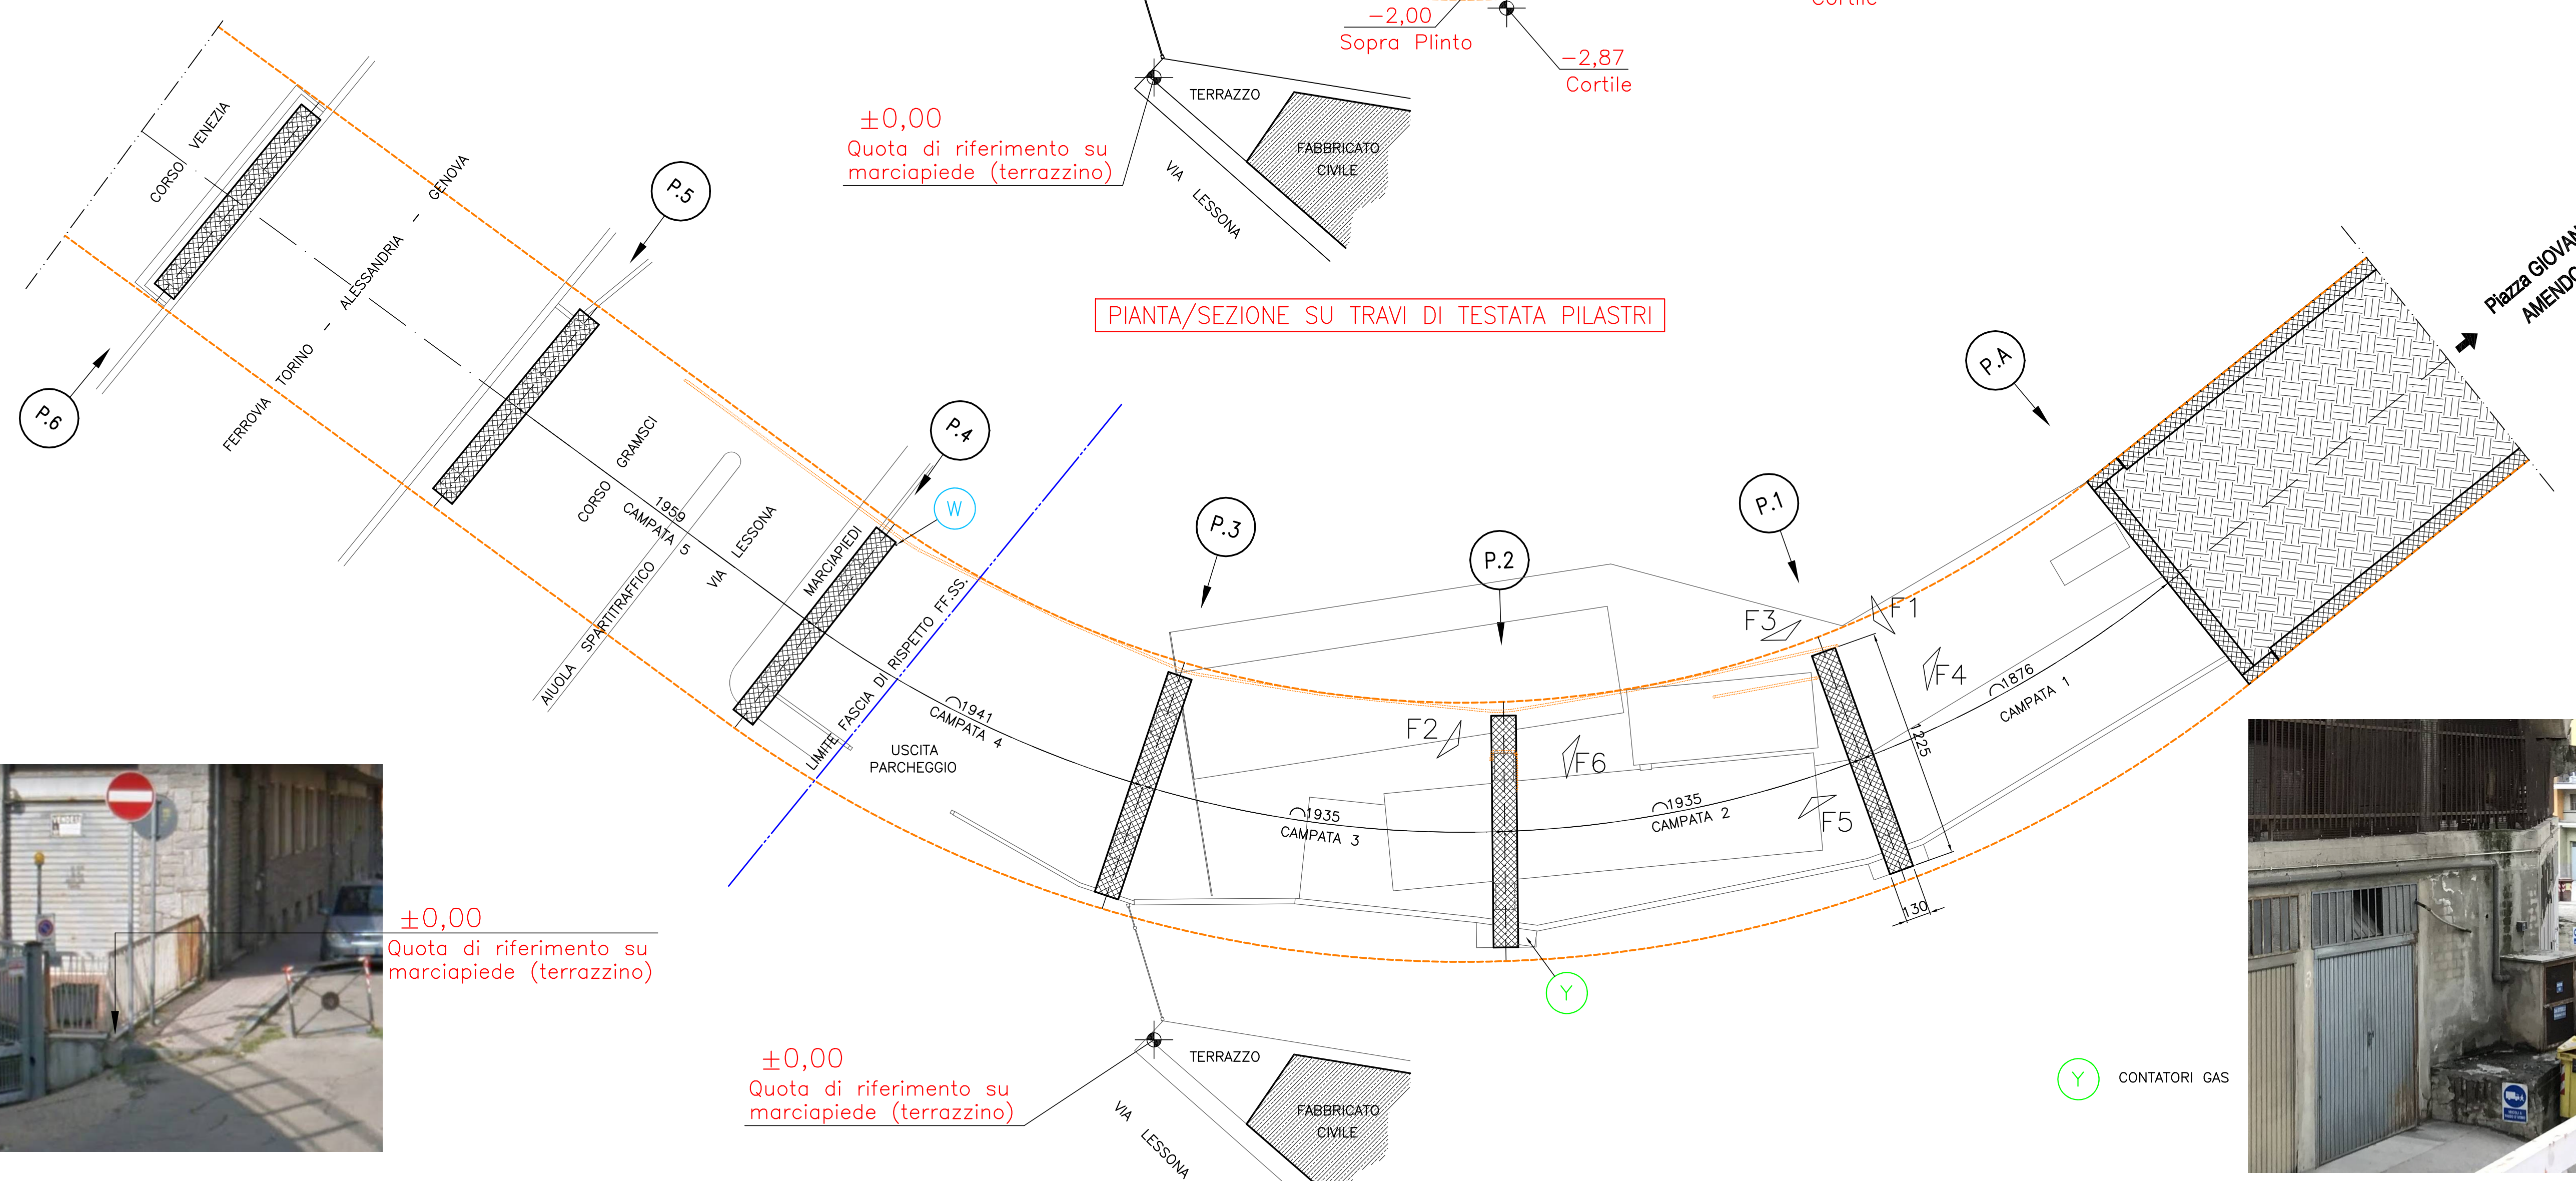 Cortile
-2,00
Sopra Plinto
-2,87
Cortile
TERRAZZO
±0,00
Quota di riferimento su
marciapiede (terrazzino)
FABBRICATO
CIVILE
VIA LESSONA
PIANTA/SEZIONE SU TRAVI DI TESTATA PILASTRI
CORSO VENEZIA
FERROVIA TORINO - ALESSANDRIA - GENOVA
P.6
P.5
P.4
W
P.3
P.2
P.1
P.A
Piazza GIOVAN
AMENDO
CORSO GRAMSCI
1959
CAMPATA 5
VIA LESSONA
AIUOLA SPARTITRAFFICO
MARCIAPIEDI
LIMITE FASCIA DI RISPETTO FF.SS.
1941
CAMPATA 4
USCITA
PARCHEGGIO
F3
F1
F4
F2
F6
F5
1935
CAMPATA 3
1935
CAMPATA 2
1876
CAMPATA 1
1225
130
Y
VENDESI
±0,00
Quota di riferimento su
marciapiede (terrazzino)
±0,00
Quota di riferimento su
marciapiede (terrazzino)
TERRAZZO
FABBRICATO
CIVILE
VIA LESSONA
Y CONTATORI GAS